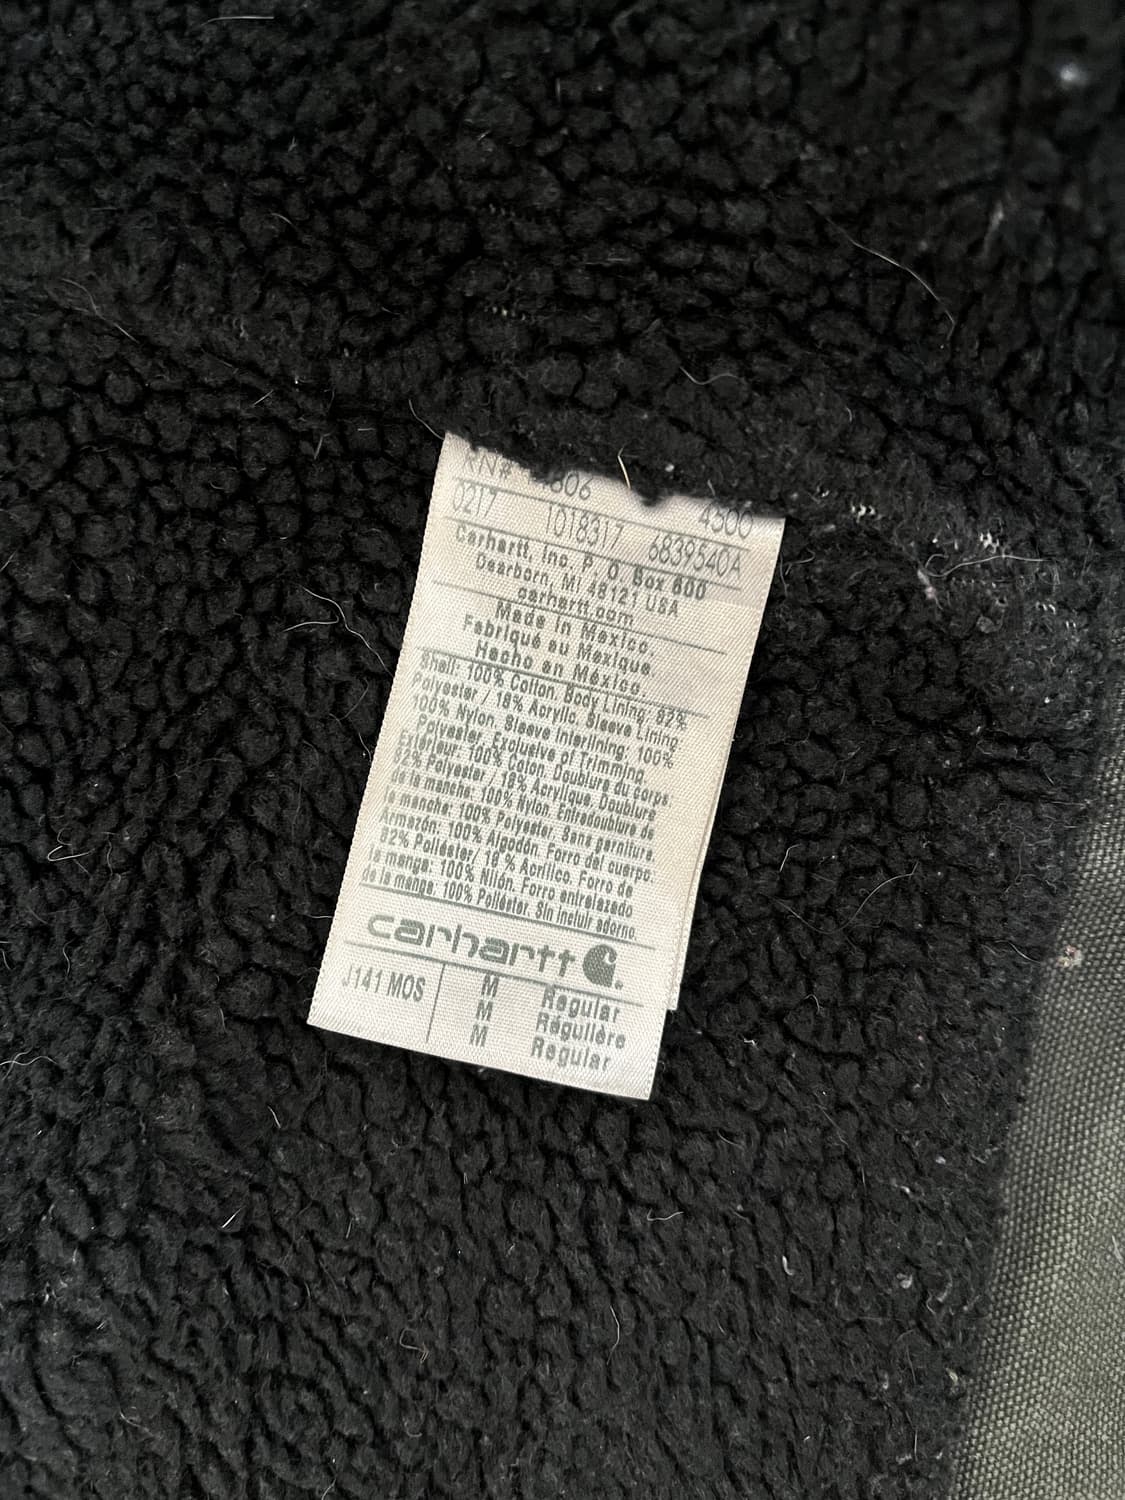 RN# 806 4500
0217 1018317 6839540A
Carhartt, Inc. P. O. Box 600
Dearborn, MI 48121 USA
carhartt.com
Made in Mexico.
Fabriqué au Mexique.
Hecho en México.
Shell: 100% Cotton. Body Lining: 82%
Polyester / 18% Acrylic. Sleeve Lining
100% Nylon. Sleeve Interlining: 100%
Polyester. Exclusive of Trimming
Extérieur: 100% Coton. Doublure du corps
82% Polyester / 18% Acrylique. Doublure
de la manche: 100% Nylon. Entredoublure de
la manche: 100% Polyester. Sans garniture.
Armazón: 100% Algodón. Forro del cuerpo:
82% Poliéster/ 18 % Acrílico. Forro de
la manga: 100% Nilón. Forro entrelazado
de la manga. 100% Poliéster. Sin incluir adorno.
carhartt
J141 MOS M Regular
M Régulière
M Regular